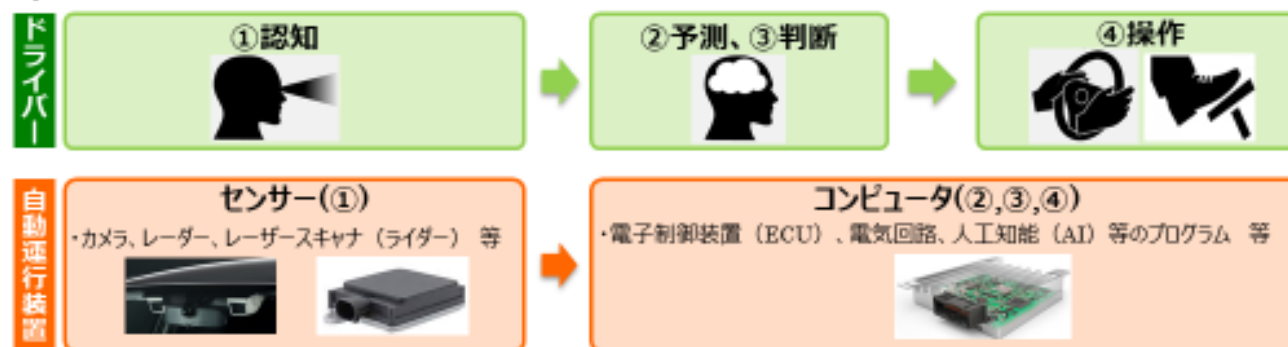 ドライバー
①認知
②予測、③判断
④操作
自動運行装置
センサー(①)
・カメラ、レーダー、レーザースキャナ（ライダー） 等
コンピュータ(②,③,④)
・電子制御装置（ECU）、電気回路、人工知能（AI）等のプログラム 等